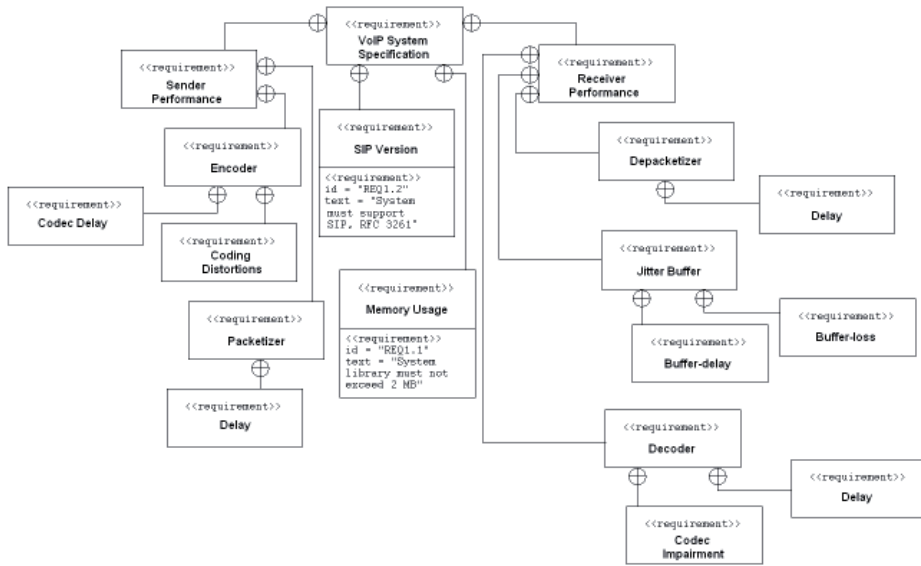 <<requirement>>
VoIP System
Specification
<<requirement>>
Sender
Performance
<<requirement>>
Receiver
Performance
<<requirement>>
SIP Version
<<requirement>>
id = "REQ1.2"
text = "System
must support
SIP, RFC 3261"
<<requirement>>
Encoder
<<requirement>>
Depacketizer
<<requirement>>
Codec Delay
<<requirement>>
Delay
<<requirement>>
Coding
Distortions
<<requirement>>
Jitter Buffer
<<requirement>>
Memory Usage
<<requirement>>
id = "REQ1.1"
text = "System
library must not
exceed 2 MB"
<<requirement>>
Packetizer
<<requirement>>
Buffer-loss
<<requirement>>
Buffer-delay
<<requirement>>
Delay
<<requirement>>
Decoder
<<requirement>>
Delay
<<requirement>>
Codec
Impairment